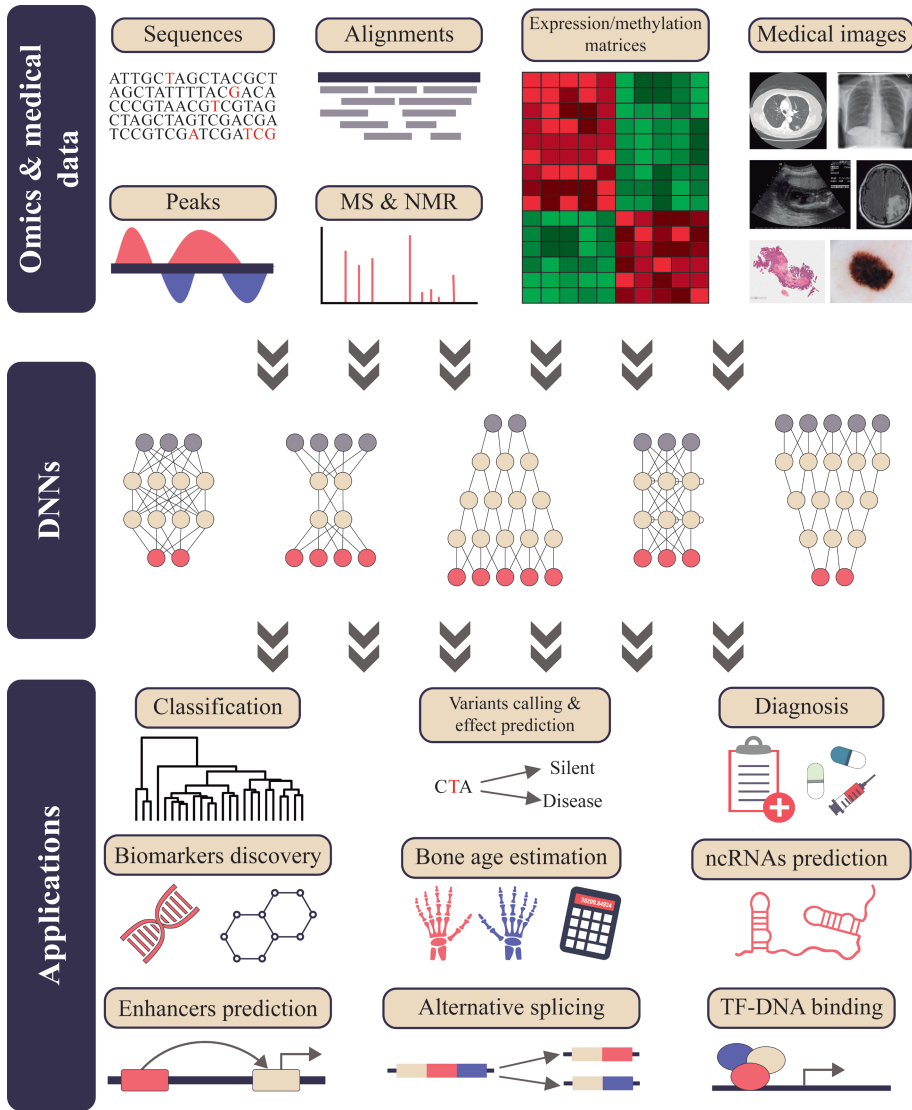 Omics & medical
data
Sequences
ATTGCTAGCTACGCT
AGCTATTTTACGACA
CCCGTAACGTCGTAG
CTAGCTAGTCGACGA
TCCGTCGATCGATCG
Alignments
Expression/methylation
matrices
Medical images
Peaks
MS & NMR
DNNs
Applications
Classification
Variants calling &
effect prediction
CTA
Silent
Disease
Diagnosis
Biomarkers discovery
Bone age estimation
ncRNAs prediction
Enhancers prediction
Alternative splicing
TF-DNA binding